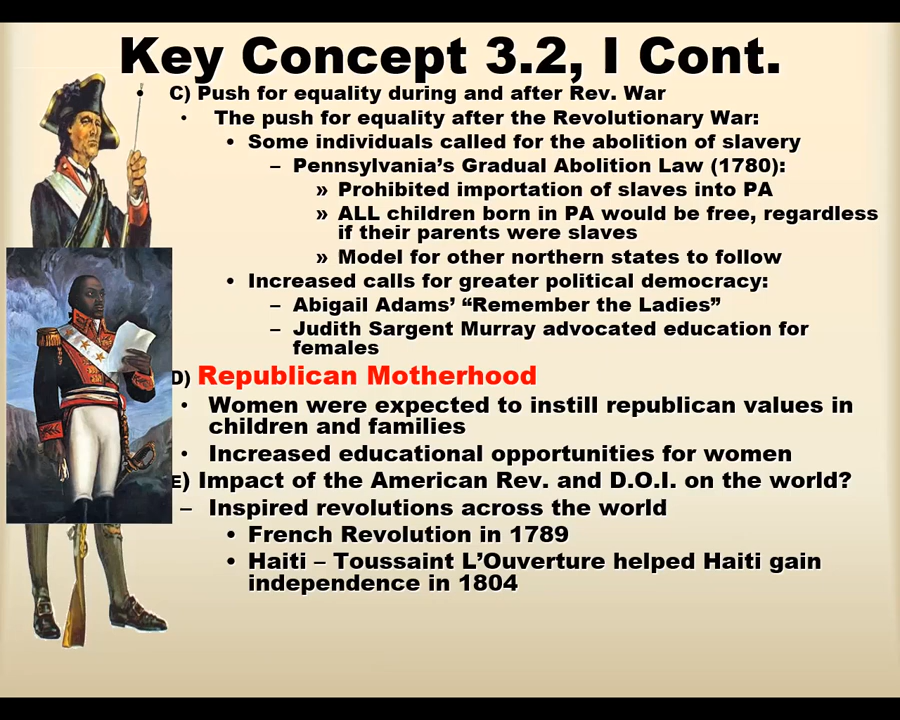 Key Concept 3.2, I Cont.
• C) Push for equality during and after Rev. War
• The push for equality after the Revolutionary War:
• Some individuals called for the abolition of slavery
– Pennsylvania’s Gradual Abolition Law (1780):
» Prohibited importation of slaves into PA
» ALL children born in PA would be free, regardless
if their parents were slaves
» Model for other northern states to follow
• Increased calls for greater political democracy:
– Abigail Adams’ “Remember the Ladies”
– Judith Sargent Murray advocated education for
females
D) Republican Motherhood
• Women were expected to instill republican values in
children and families
• Increased educational opportunities for women
E) Impact of the American Rev. and D.O.I. on the world?
– Inspired revolutions across the world
• French Revolution in 1789
• Haiti – Toussaint L’Ouverture helped Haiti gain
independence in 1804